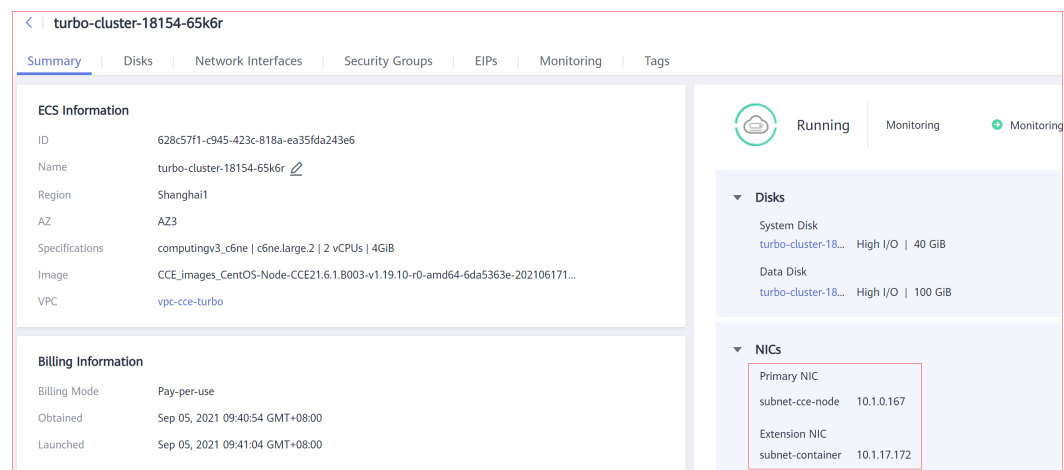 turbo-cluster-18154-65k6r
Summary | Disks | Network Interfaces | Security Groups | EIPs | Monitoring | Tags
ECS Information
ID 628c57f1-c945-423c-818a-ea35fda243e6
Name turbo-cluster-18154-65k6r
Region Shanghai1
AZ AZ3
Specifications computingv3_c6ne | c6ne.large.2 | 2 vCPUs | 4GiB
Image CCE_images_CentOS-Node-CCE21.6.1.B003-v1.19.10-r0-amd64-6da5363e-202106171...
VPC vpc-cce-turbo
Billing Information
Billing Mode Pay-per-use
Obtained Sep 05, 2021 09:40:54 GMT+08:00
Launched Sep 05, 2021 09:41:04 GMT+08:00
Running Monitoring Monitoring
Disks
System Disk
turbo-cluster-18... High I/O | 40 GiB
Data Disk
turbo-cluster-18... High I/O | 100 GiB
NICs
Primary NIC
subnet-cce-node 10.1.0.167
Extension NIC
subnet-container 10.1.17.172